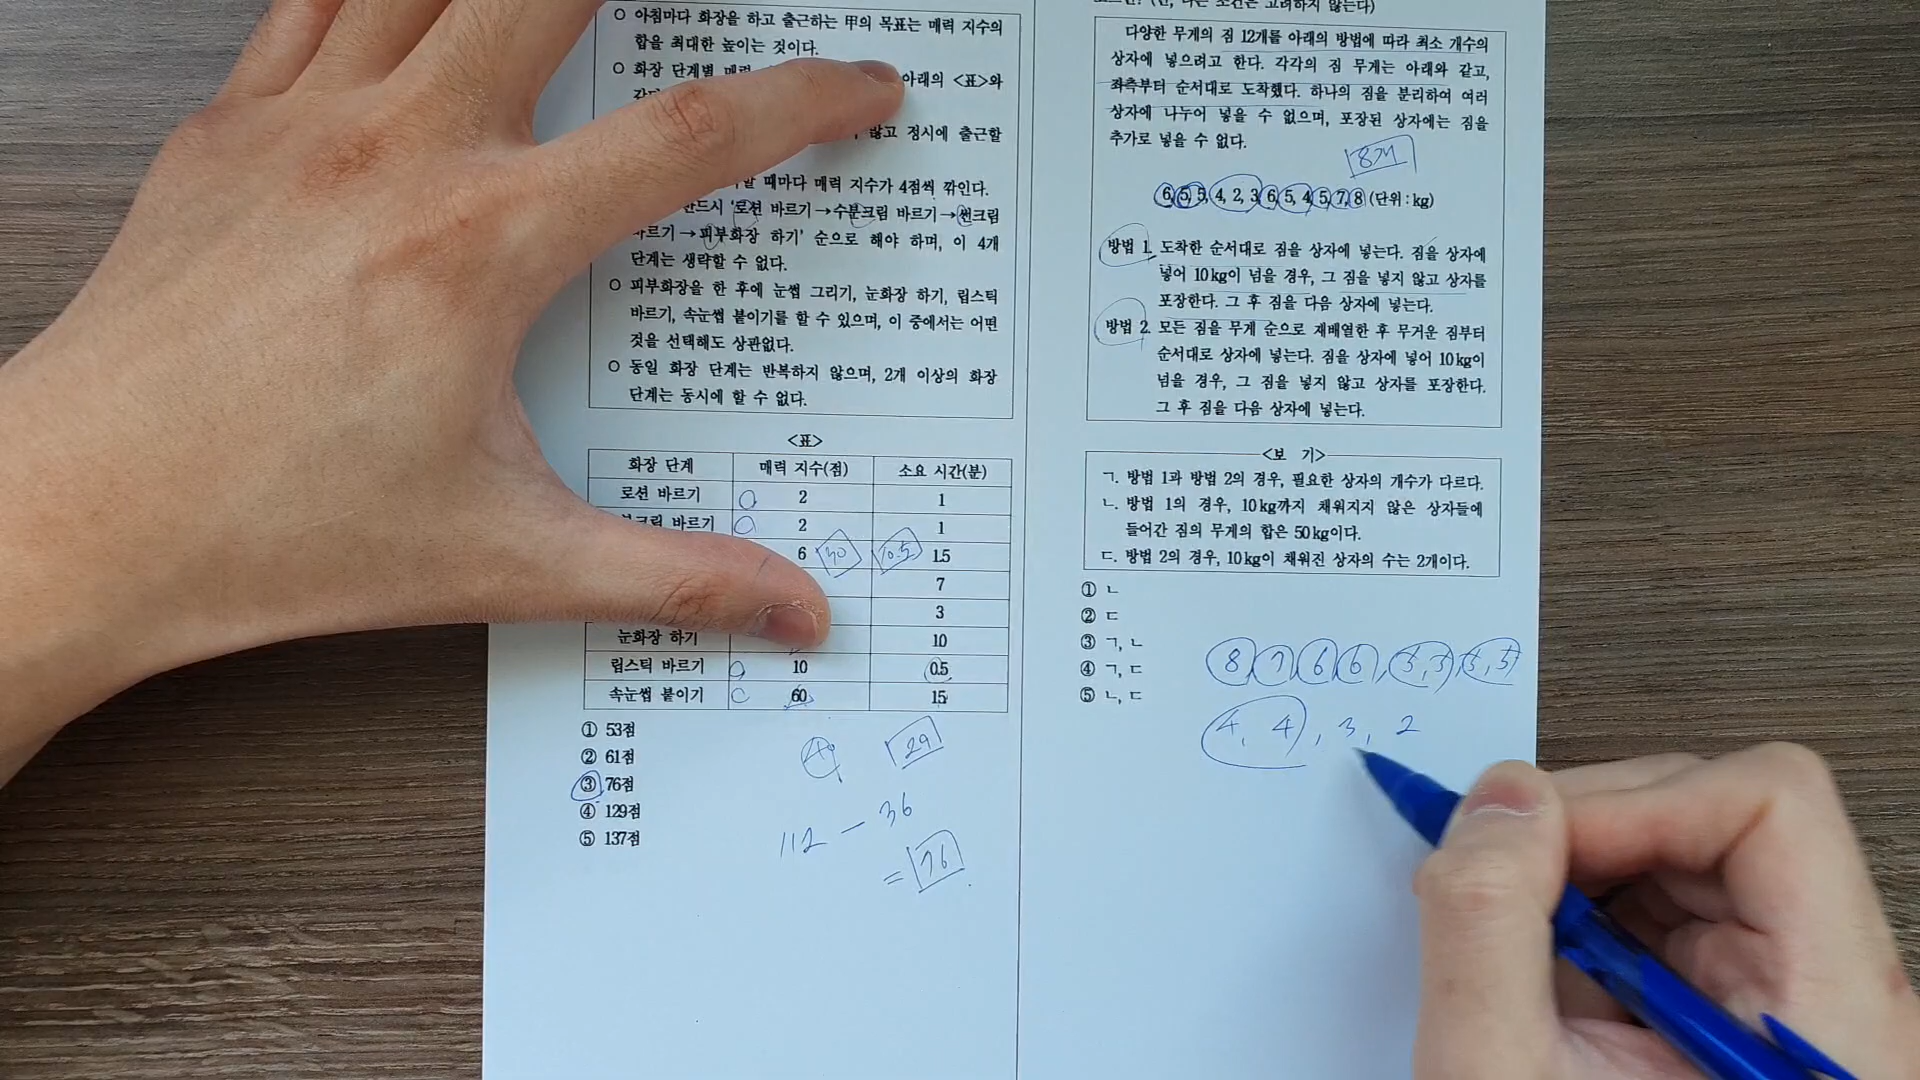 ○ 아침마다 화장을 하고 출근하는 甲의 목표는 매력 지수의
합을 최대한 높이는 것이다.
○ 화장 단계별 매력 아래의 <표>와
않고 정시에 출근할
때마다 매력 지수가 4점씩 깎인다.
반드시 '로션 바르기→수분크림 바르기→썬크림
바르기→피부화장 하기' 순으로 해야 하며, 이 4개
단계는 생략할 수 없다.
○ 피부화장을 한 후에 눈썹 그리기, 눈화장 하기, 립스틱
바르기, 속눈썹 붙이기를 할 수 있으며, 이 중에서는 어떤
것을 선택해도 상관없다.
○ 동일 화장 단계는 반복하지 않으며, 2개 이상의 화장
단계는 동시에 할 수 없다.
<표>
화장 단계 매력 지수(점) 소요 시간(분)
로션 바르기 2 1
바르기 2 1
6 30 10.5 1.5
7
3
눈화장 하기 10
립스틱 바르기 10 0.5
속눈썹 붙이기 60 15
① 53점
② 61점
③ 76점
④ 129점
⑤ 137점
29
112 - 36
= 76
다양한 무게의 짐 12개를 아래의 방법에 따라 최소 개수의
상자에 넣으려고 한다. 각각의 짐 무게는 아래와 같고,
좌측부터 순서대로 도착했다. 하나의 짐을 분리하여 여러
상자에 나누어 넣을 수 없으며, 포장된 상자에는 짐을
추가로 넣을 수 없다.
8개
6, 5, 5, 4, 2, 3, 6, 5, 4, 5, 7, 8 (단위: kg)
방법 1. 도착한 순서대로 짐을 상자에 넣는다. 짐을 상자에
넣어 10kg이 넘을 경우, 그 짐을 넣지 않고 상자를
포장한다. 그 후 짐을 다음 상자에 넣는다.
방법 2. 모든 짐을 무게 순으로 재배열한 후 무거운 짐부터
순서대로 상자에 넣는다. 짐을 상자에 넣어 10kg이
넘을 경우, 그 짐을 넣지 않고 상자를 포장한다.
그 후 짐을 다음 상자에 넣는다.
<보 기>
ㄱ. 방법 1과 방법 2의 경우, 필요한 상자의 개수가 다르다.
ㄴ. 방법 1의 경우, 10kg까지 채워지지 않은 상자들에
들어간 짐의 무게의 합은 50kg이다.
ㄷ. 방법 2의 경우, 10kg이 채워진 상자의 수는 2개이다.
① ㄴ
② ㄷ
③ ㄱ, ㄴ
④ ㄱ, ㄷ
⑤ ㄴ, ㄷ
8 7 6 6, 5, 5, 5, 5
4, 4, 3, 2